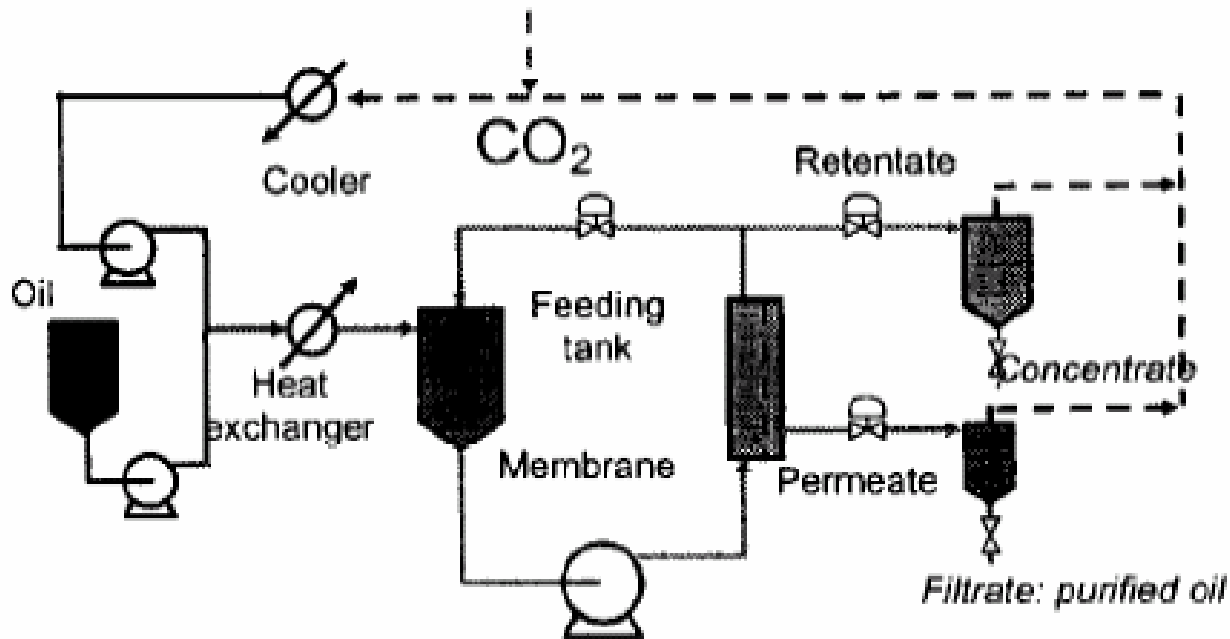 CO₂
Retentate
Cooler
Oil
Feeding
tank
Heat
exchanger
Concentrate
Membrane
Permeate
Filtrate: purified oil